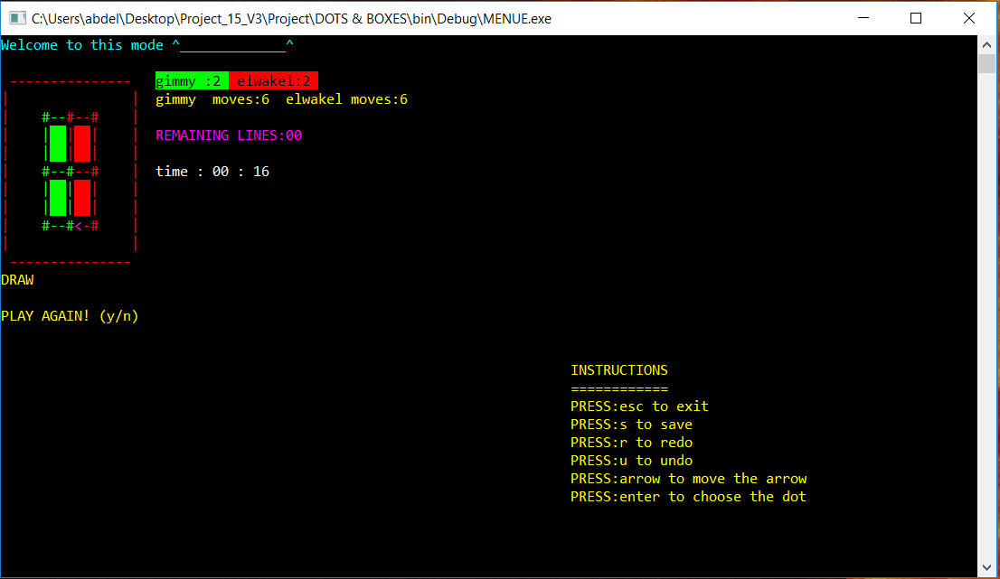 C:\Users\abdel\Desktop\Project_15_V3\Project\DOTS & BOXES\bin\Debug\MENUE.exe
Welcome to this mode ^_____________^
gimmy :2 elwakel:2
gimmy  moves:6  elwakel moves:6
#--#--#
REMAINING LINES:00
#--#--#
time : 00 : 16
#--#<-#
DRAW
PLAY AGAIN! (y/n)
INSTRUCTIONS
============
PRESS:esc to exit
PRESS:s to save
PRESS:r to redo
PRESS:u to undo
PRESS:arrow to move the arrow
PRESS:enter to choose the dot